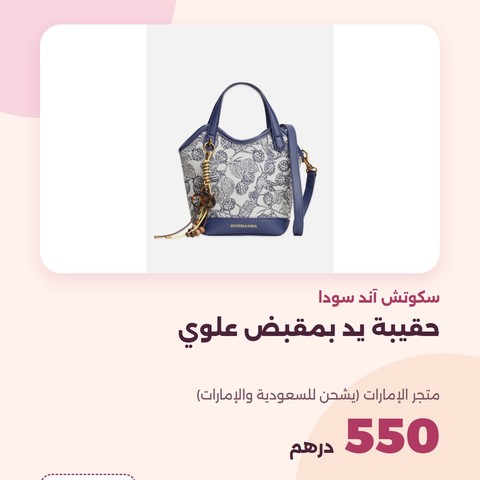 سكوتش آند سودا
حقيبة يد بمقبض علوي
متجر الإمارات (يشحن للسعودية والإمارات)
550 درهم